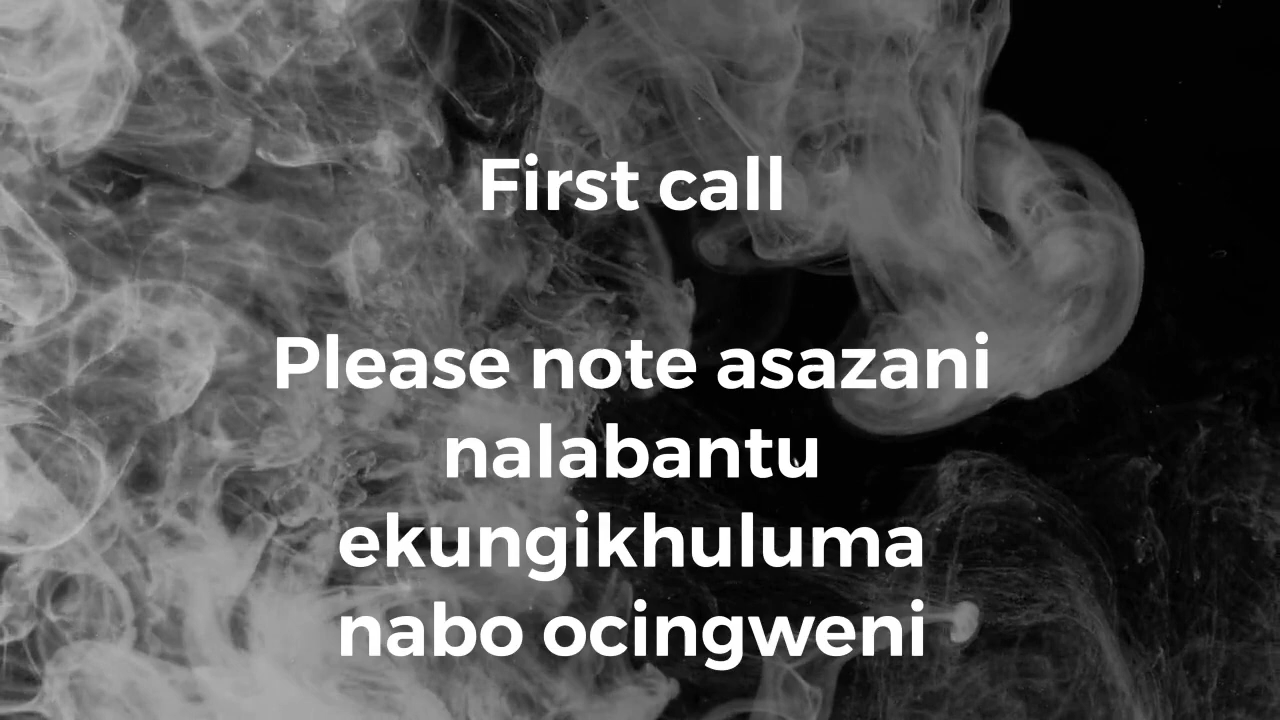 First call
Please note asazani
nalabantu
ekungikhuluma
nabo ocingweni